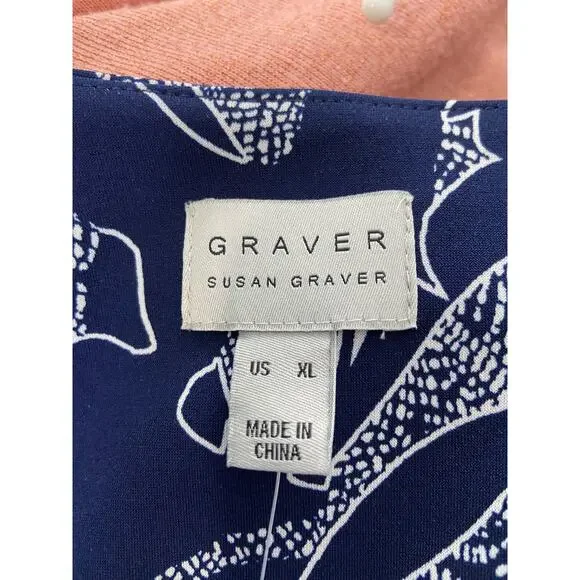 GRAVER
SUSAN GRAVER
US XL
MADE IN
CHINA